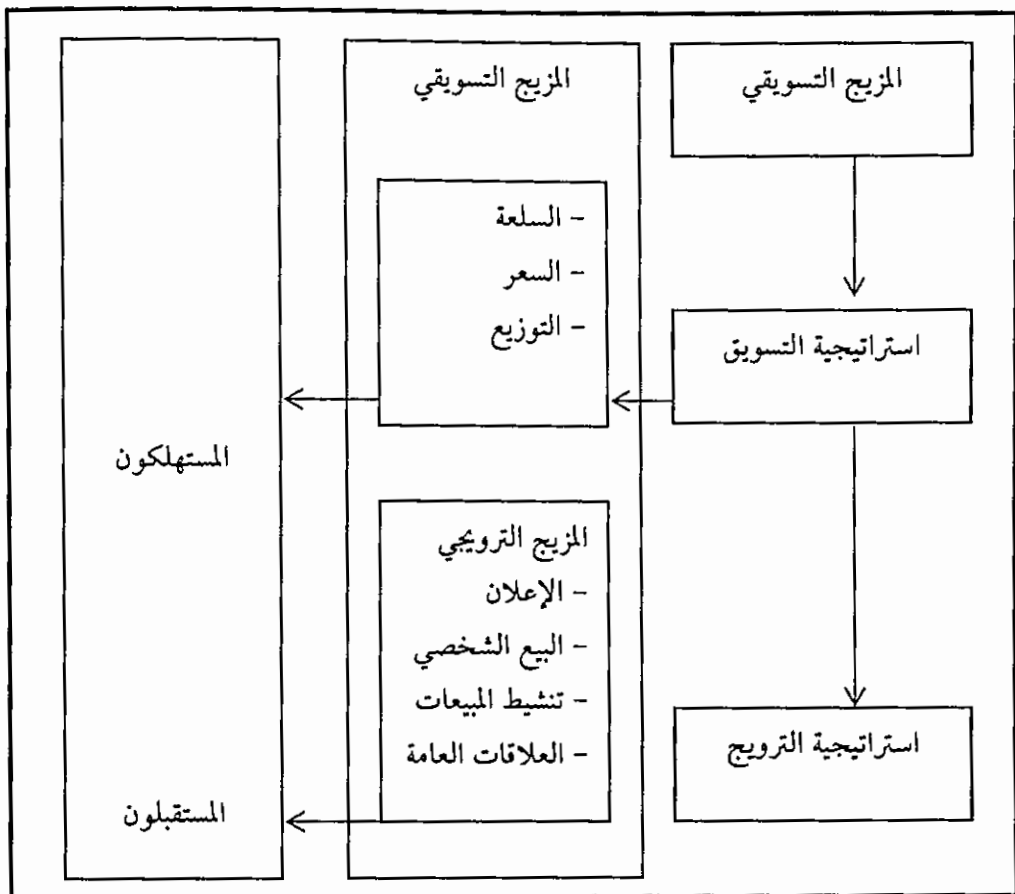 المزيج التسويقي
استراتيجية التسويق
استراتيجية الترويج
المزيج التسويقي
- السلعة
- السعر
- التوزيع
المزيج الترويجي
- الإعلان
- البيع الشخصي
- تنشيط المبيعات
- العلاقات العامة
المستهلكون
المستقبلون